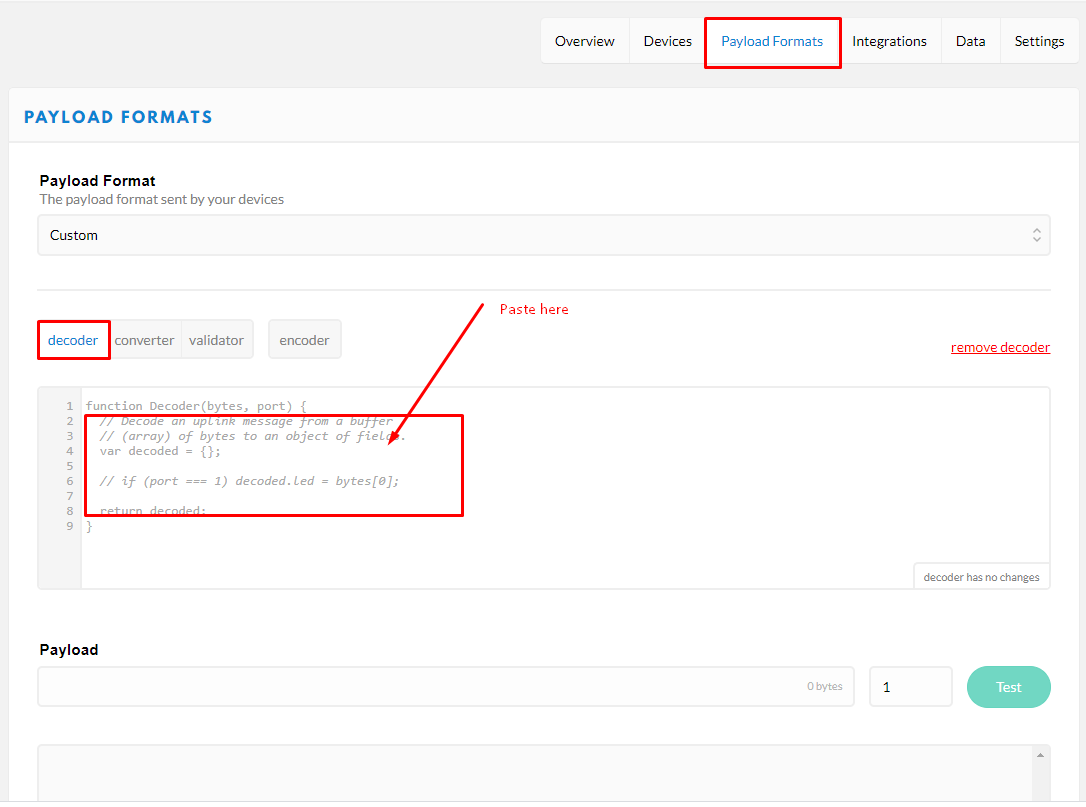 Overview Devices Payload Formats Integrations Data Settings
PAYLOAD FORMATS
Payload Format
The payload format sent by your devices
Custom
Paste here
decoder converter validator encoder
remove decoder
1 function Decoder(bytes, port) {
2 // Decode an uplink message from a buffer
3 // (array) of bytes to an object of fields.
4 var decoded = {};
5
6 // if (port === 1) decoded.led = bytes[0];
7
8 return decoded;
9 }
decoder has no changes
Payload
0 bytes 1 Test